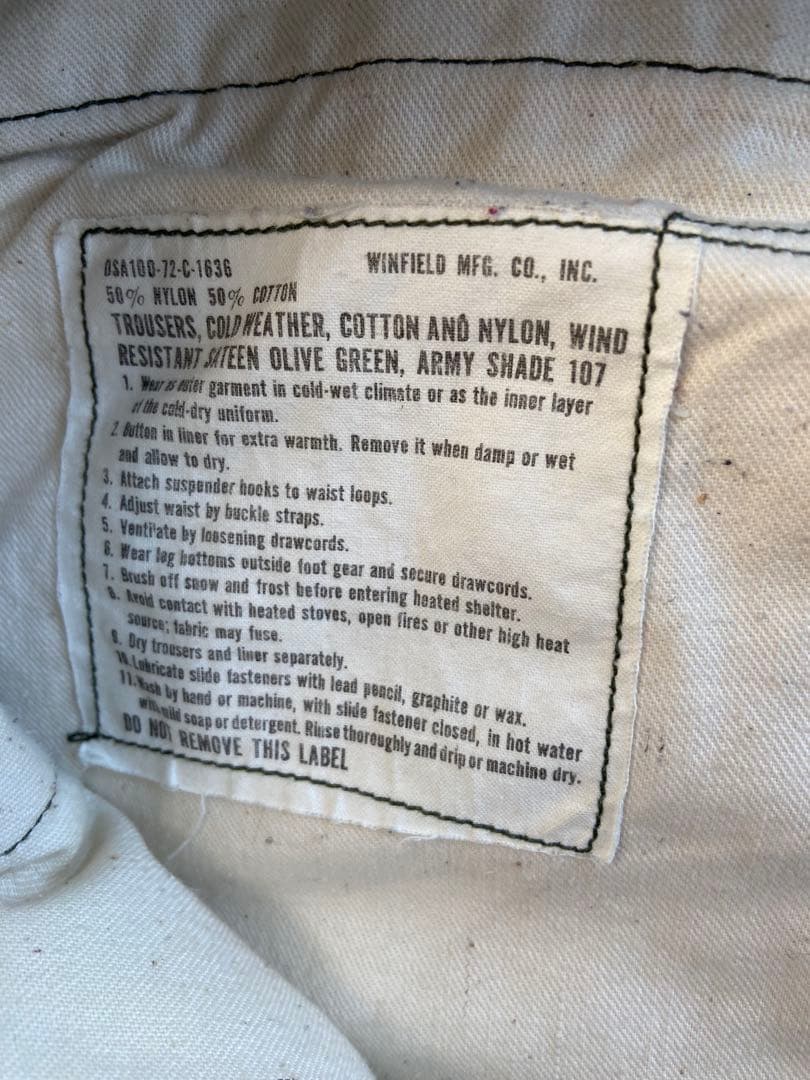 DSA100-72-C-1636 WINFIELD MFG. CO., INC.
50% NYLON 50% COTTON
TROUSERS, COLD WEATHER, COTTON AND NYLON, WIND
RESISTANT SATEEN OLIVE GREEN, ARMY SHADE 107
1. Wear as outer garment in cold-wet climate or as the inner layer
of the cold-dry uniform.
2. Button in liner for extra warmth. Remove it when damp or wet
and allow to dry.
3. Attach suspender hooks to waist loops.
4. Adjust waist by buckle straps.
5. Ventilate by loosening drawcords.
6. Wear leg bottoms outside foot gear and secure drawcords.
7. Brush off snow and frost before entering heated shelter.
8. Avoid contact with heated stoves, open fires or other high heat
source; fabric may fuse.
9. Dry trousers and liner separately.
10. Lubricate slide fasteners with lead pencil, graphite or wax.
11. Wash by hand or machine, with slide fastener closed, in hot water
with mild soap or detergent. Rinse thoroughly and drip or machine dry.
DO NOT REMOVE THIS LABEL